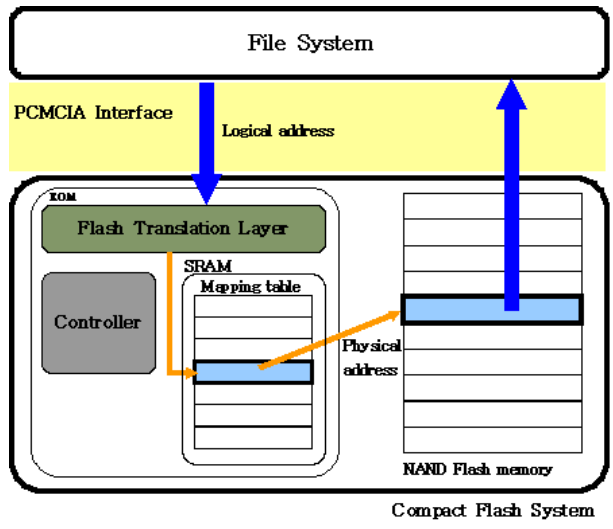 File System
PCMCIA Interface
Logical address
ROM
Flash Translation Layer
SRAM
Mapping table
Controller
Physical
address
NAND Flash memory
Compact Flash System